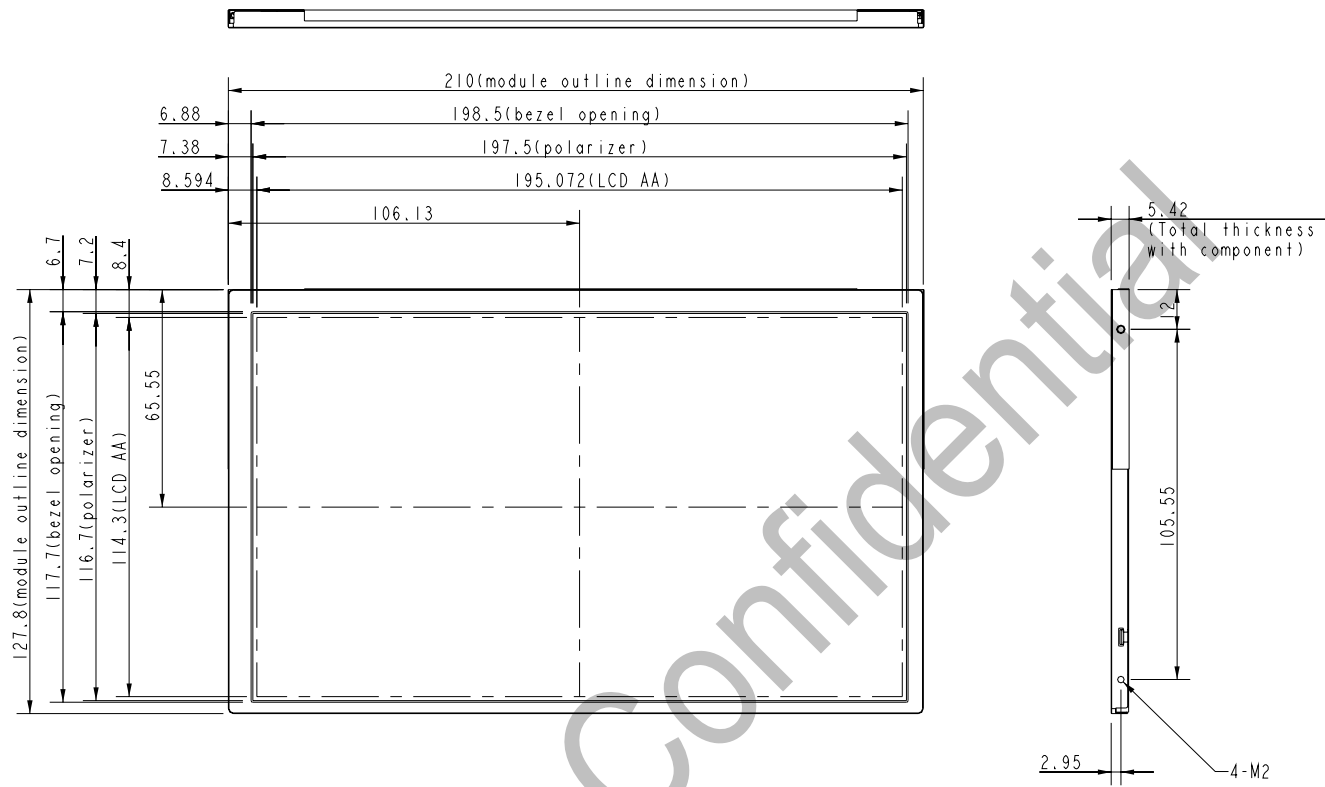 210(module outline dimension)
6.88
198.5(bezel opening)
7.38
197.5(polarizer)
8.594
195.072(LCD AA)
106.13
6.7
7.2
8.4
127.8(module outline dimension)
117.7(bezel opening)
116.7(polarizer)
114.3(LCD AA)
65.55
5.42
(Total thickness
with component)
12
105.55
2.95
4-M2
Confidential